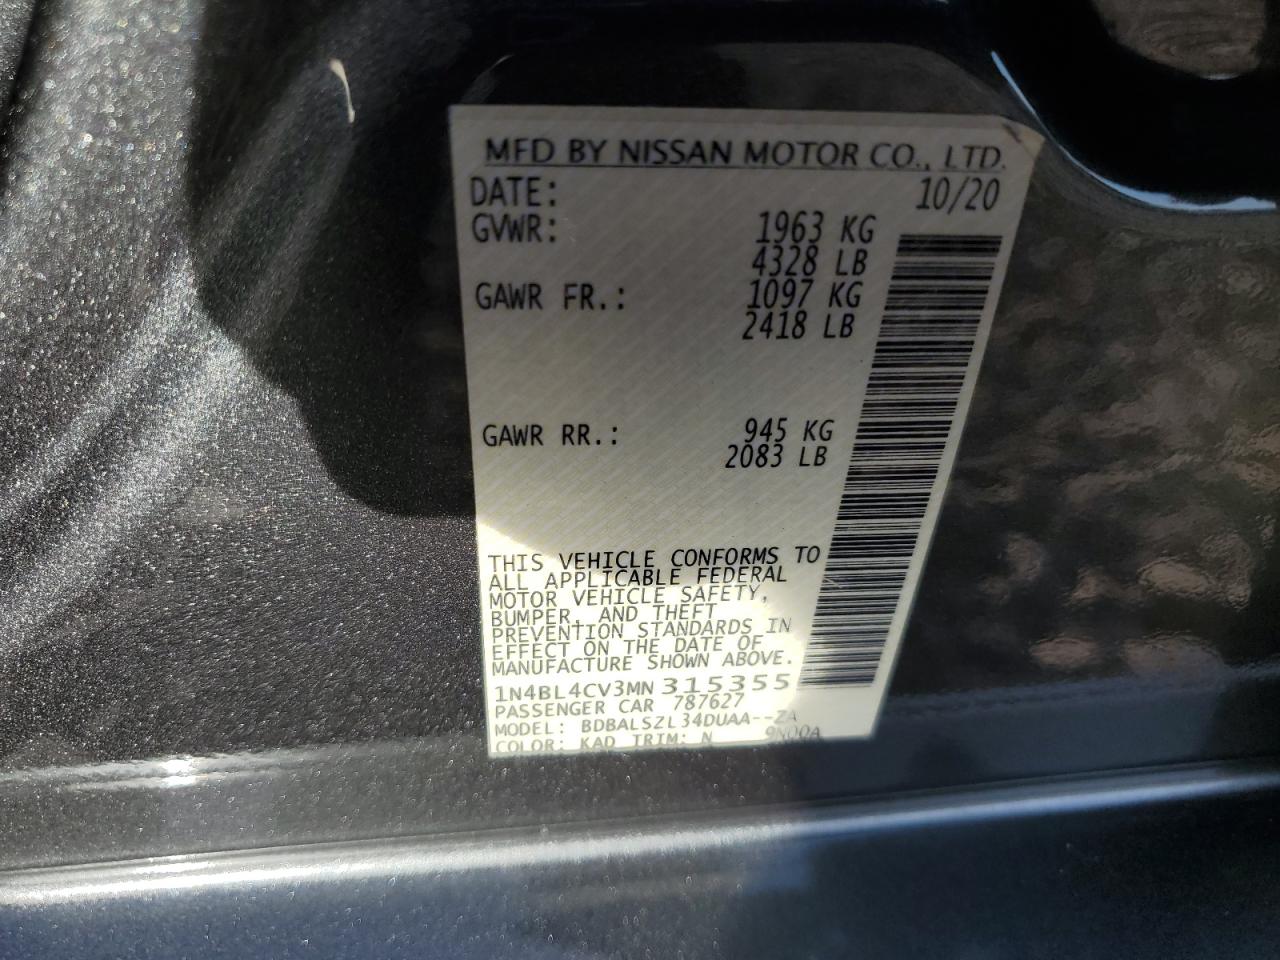 MFD BY NISSAN MOTOR CO., LTD.
DATE: 10/20
GVWR: 1963 KG
4328 LB
GAWR FR.: 1097 KG
2418 LB
GAWR RR.: 945 KG
2083 LB
THIS VEHICLE CONFORMS TO
ALL APPLICABLE FEDERAL
MOTOR VEHICLE SAFETY,
BUMPER, AND THEFT
PREVENTION STANDARDS IN
EFFECT ON THE DATE OF
MANUFACTURE SHOWN ABOVE.
1N4BL4CV3MN315355
PASSENGER CAR 787627
MODEL: BDBALSZL34DUAA--ZA
COLOR: KAD TRIM: N 9N00A